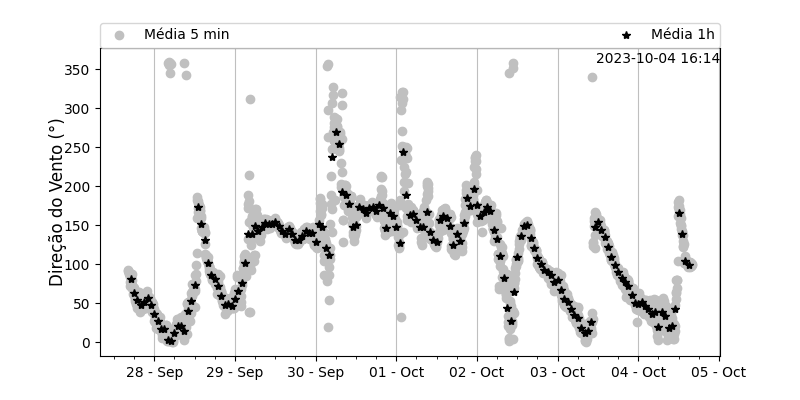 Média 5 min
Média 1h
2023-10-04 16:14
Direção do Vento (°)
350
300
250
200
150
100
50
0
28 - Sep
29 - Sep
30 - Sep
01 - Oct
02 - Oct
03 - Oct
04 - Oct
05 - Oct